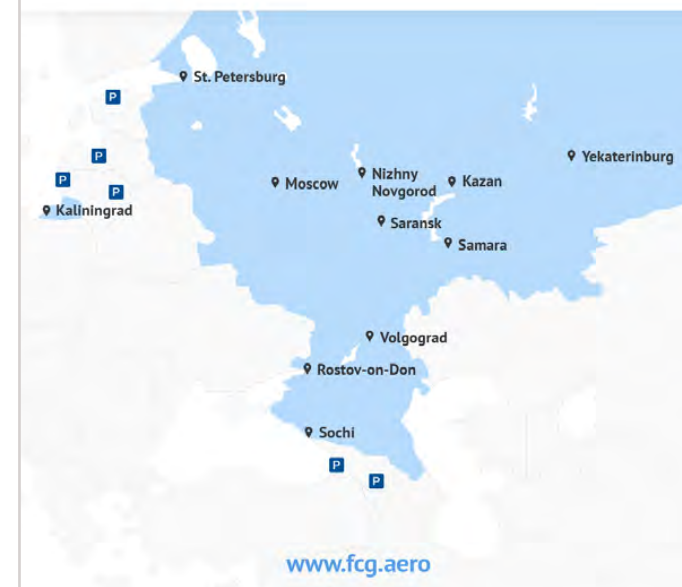 St. Petersburg
P
P
Yekaterinburg
P
Moscow
Nizhny
Novgorod
Kazan
P
Kaliningrad
Saransk
Samara
Volgograd
Rostov-on-Don
Sochi
P
P
www.fcg.aero